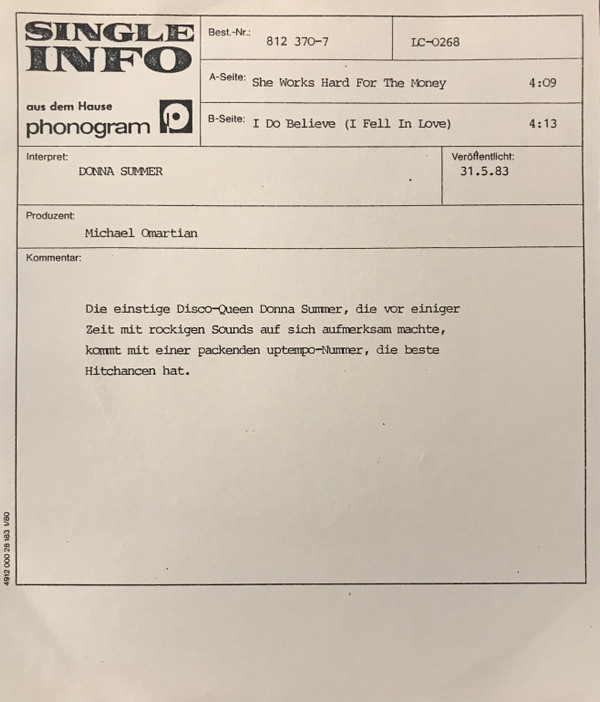 SINGLE
INFO
aus dem Hause
phonogram
Best.-Nr.: 812 370-7
LC-0268
A-Seite: She Works Hard For The Money 4:09
B-Seite: I Do Believe (I Fell In Love) 4:13
Interpret:
DONNA SUMMER
Veröffentlicht:
31.5.83
Produzent:
Michael Omartian
Kommentar:
Die einstige Disco-Queen Donna Summer, die vor einiger
Zeit mit rockigen Sounds auf sich aufmerksam machte,
kommt mit einer packenden uptempo-Nummer, die beste
Hitchancen hat.
4912 000 28 183 1/80